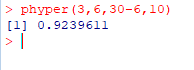 > phyper(3,6,30-6,10)
[1] 0.9239611
>